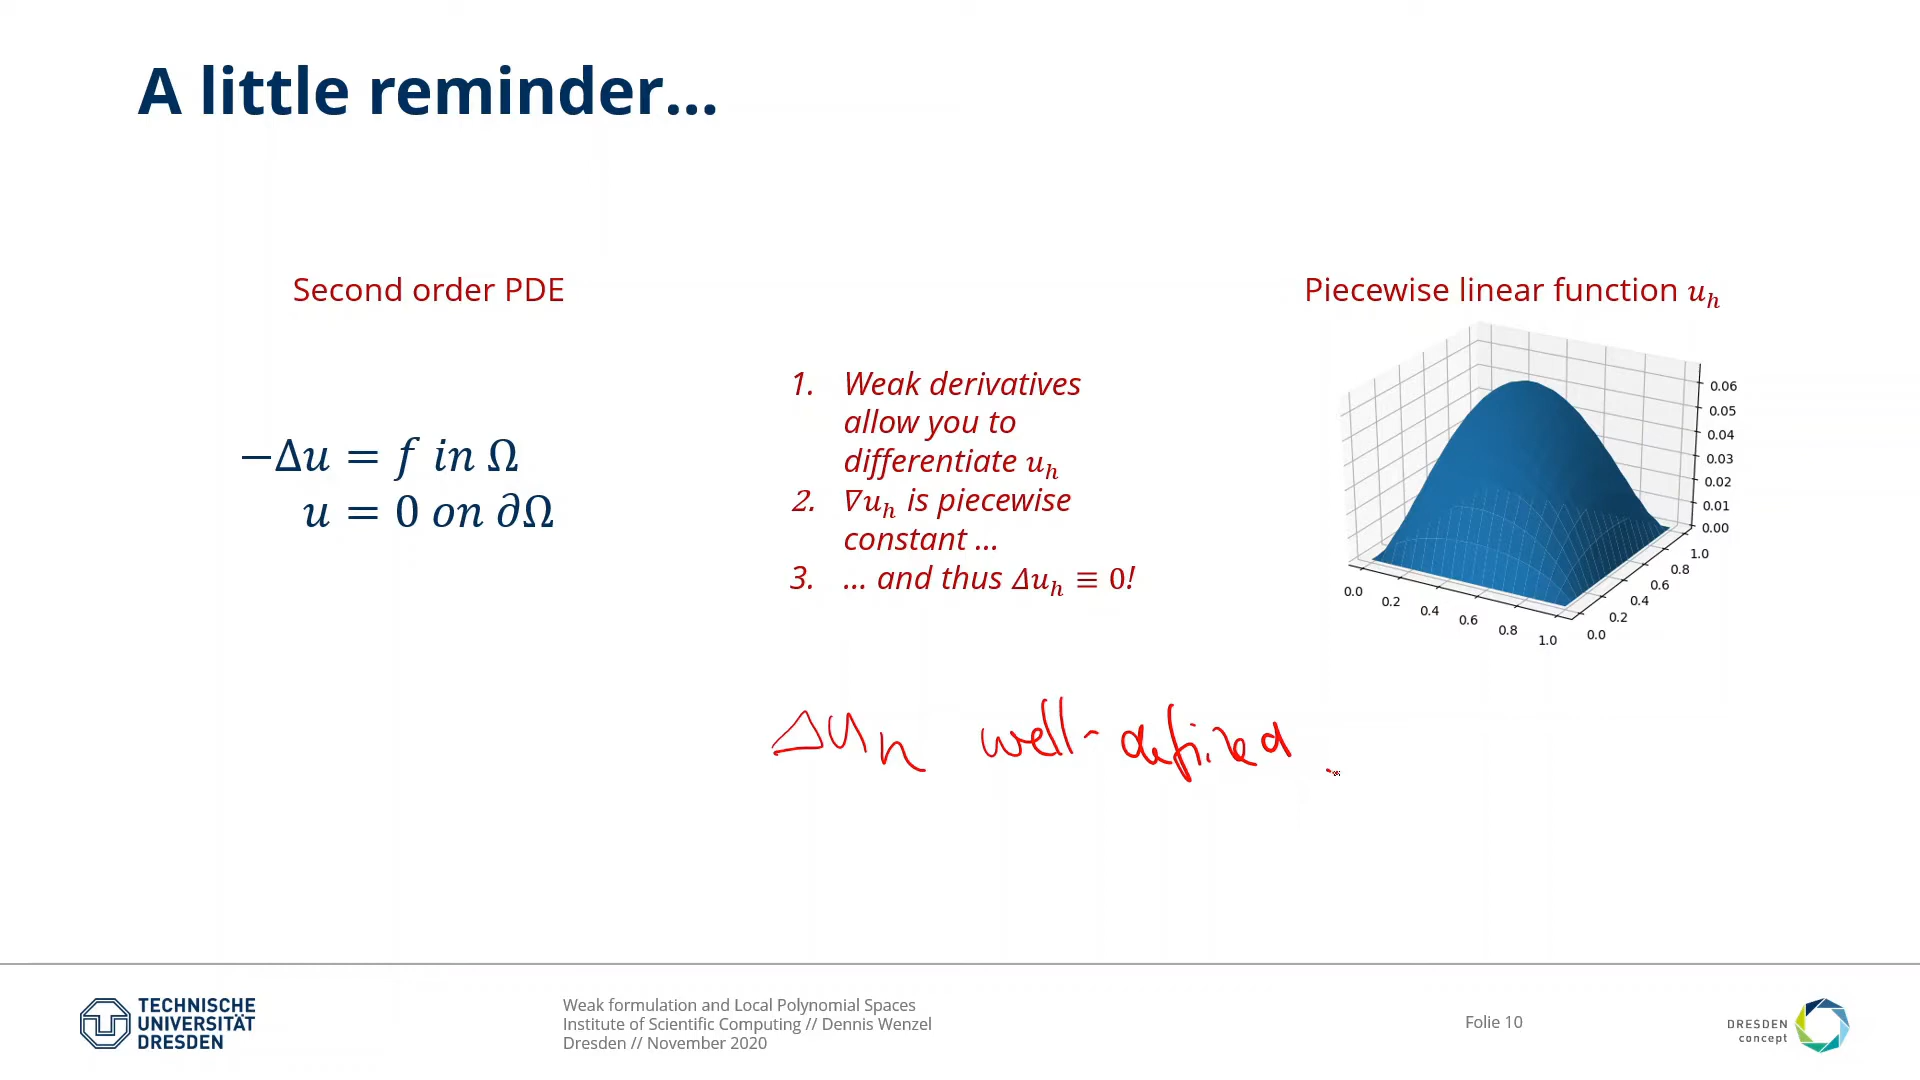 A little reminder...
Second order PDE
Piecewise linear function u_h
−Δu = f in Ω
u = 0 on ∂Ω
1. Weak derivatives
allow you to
differentiate u_h
2. ∇u_h is piecewise
constant ...
3. ... and thus Δu_h ≡ 0!
0.06
0.05
0.04
0.03
0.02
0.01
0.00
0.0
0.2
0.4
0.6
0.8
1.0
0.0
0.2
0.4
0.6
0.8
1.0
Δu_h well-defined
TECHNISCHE
UNIVERSITÄT
DRESDEN
Weak formulation and Local Polynomial Spaces
Institute of Scientific Computing // Dennis Wenzel
Dresden // November 2020
Folie 10
DRESDEN
concept